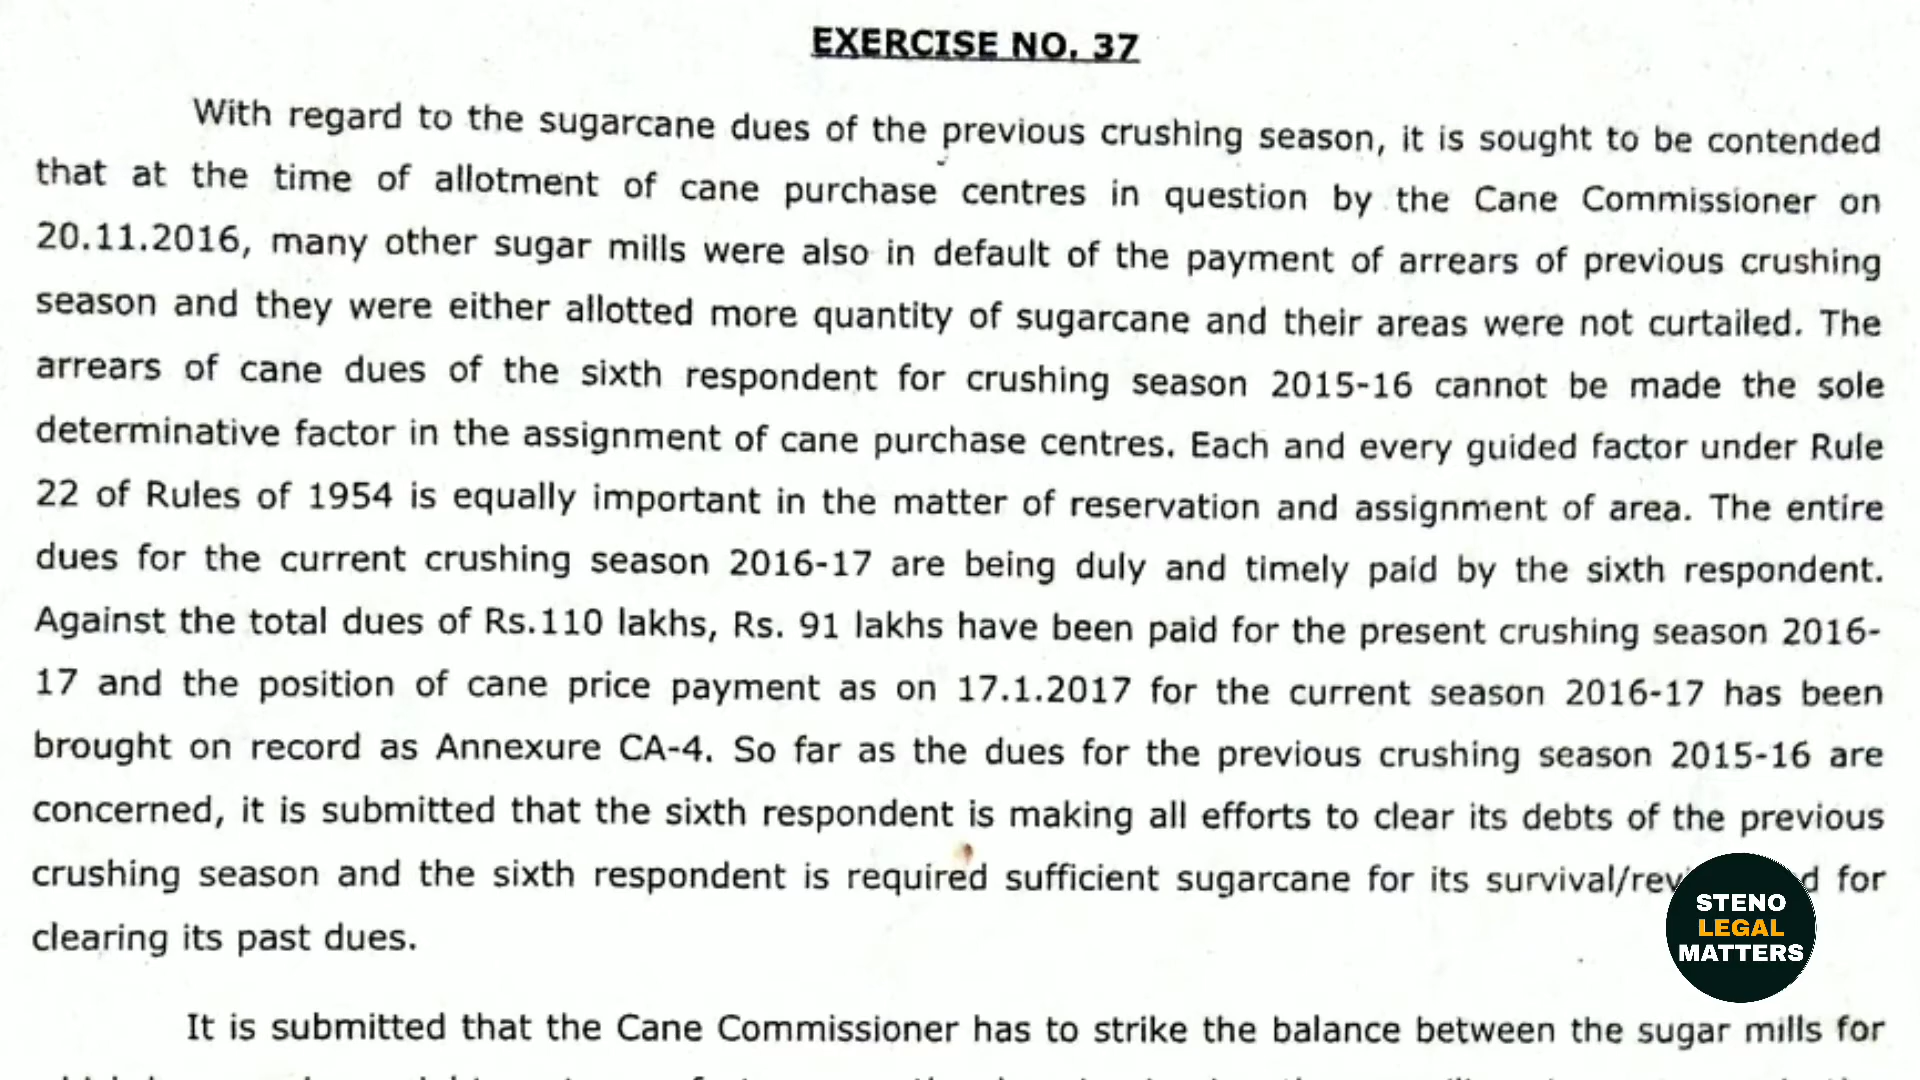 EXERCISE NO. 37
With regard to the sugarcane dues of the previous crushing season, it is sought to be contended
that at the time of allotment of cane purchase centres in question by the Cane Commissioner on
20.11.2016, many other sugar mills were also in default of the payment of arrears of previous crushing
season and they were either allotted more quantity of sugarcane and their areas were not curtailed. The
arrears of cane dues of the sixth respondent for crushing season 2015-16 cannot be made the sole
determinative factor in the assignment of cane purchase centres. Each and every guided factor under Rule
22 of Rules of 1954 is equally important in the matter of reservation and assignment of area. The entire
dues for the current crushing season 2016-17 are being duly and timely paid by the sixth respondent.
Against the total dues of Rs.110 lakhs, Rs. 91 lakhs have been paid for the present crushing season 2016-
17 and the position of cane price payment as on 17.1.2017 for the current season 2016-17 has been
brought on record as Annexure CA-4. So far as the dues for the previous crushing season 2015-16 are
concerned, it is submitted that the sixth respondent is making all efforts to clear its debts of the previous
crushing season and the sixth respondent is required sufficient sugarcane for its survival/ for
clearing its past dues.
STENO
LEGAL
MATTERS
It is submitted that the Cane Commissioner has to strike the balance between the sugar mills for